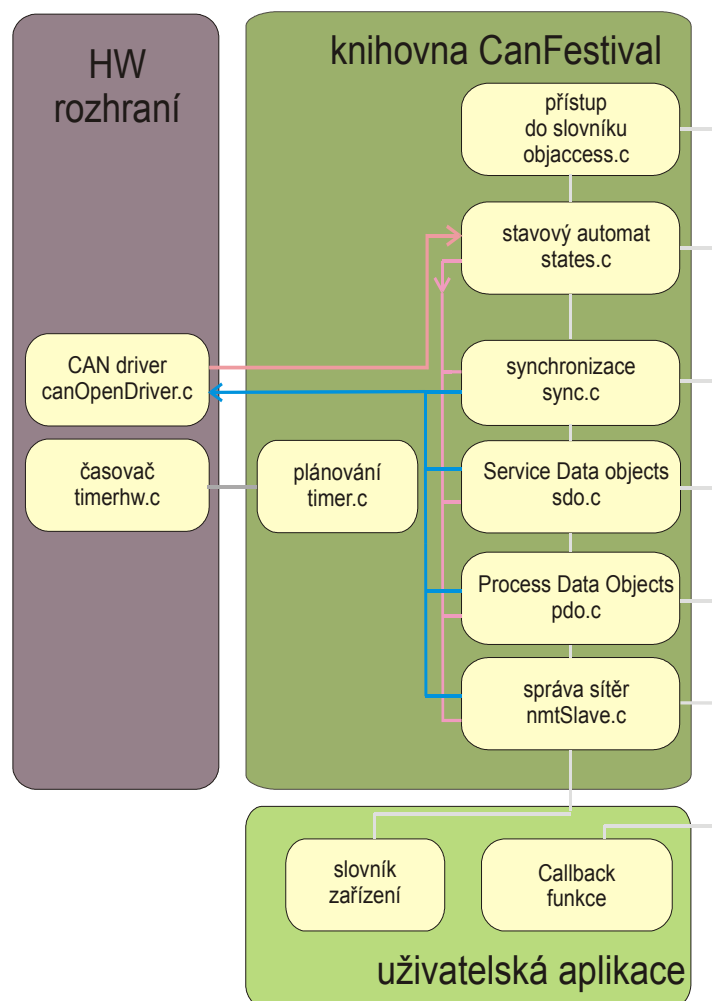 HW
rozhraní
knihovna CanFestival
přístup
do slovníku
objaccess.c
stavový automat
states.c
CAN driver
canOpenDriver.c
synchronizace
sync.c
časovač
timerhw.c
plánování
timer.c
Service Data objects
sdo.c
Process Data Objects
pdo.c
správa sítěr
nmtSlave.c
slovník
zařízení
Callback
funkce
uživatelská aplikace